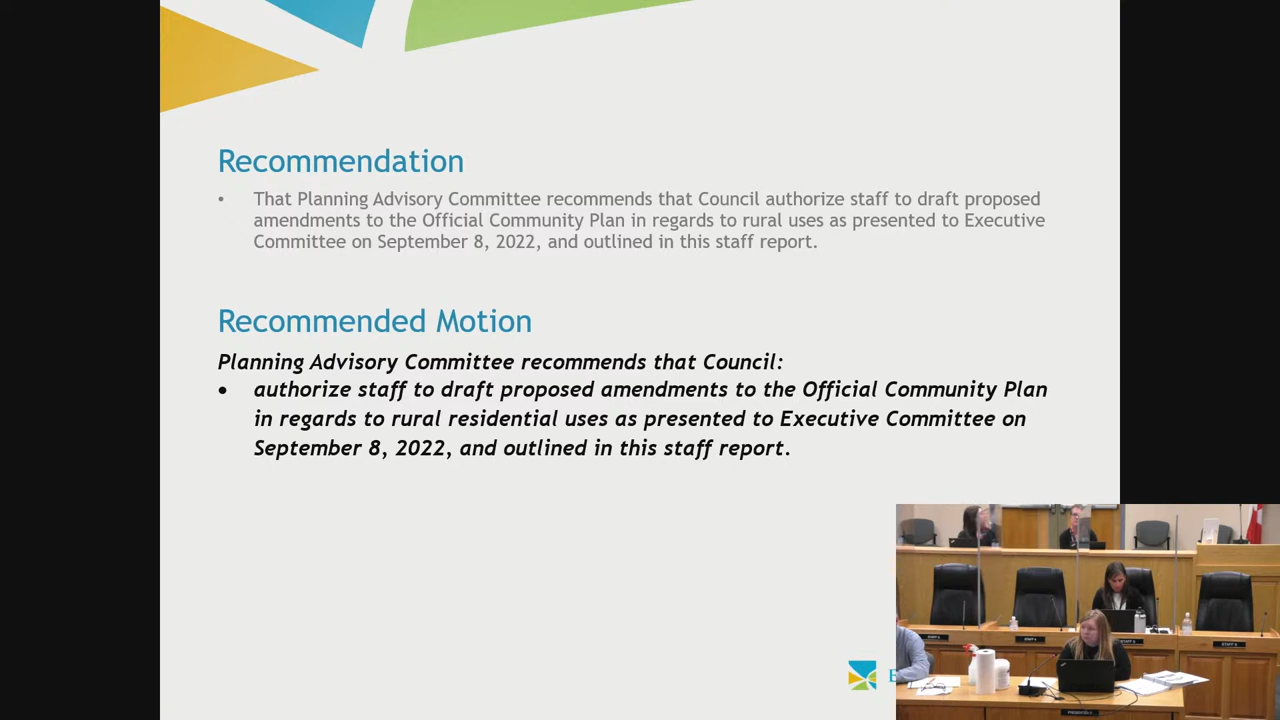 Recommendation
• That Planning Advisory Committee recommends that Council authorize staff to draft proposed
amendments to the Official Community Plan in regards to rural uses as presented to Executive
Committee on September 8, 2022, and outlined in this staff report.
Recommended Motion
Planning Advisory Committee recommends that Council:
• authorize staff to draft proposed amendments to the Official Community Plan
in regards to rural residential uses as presented to Executive Committee on
September 8, 2022, and outlined in this staff report.